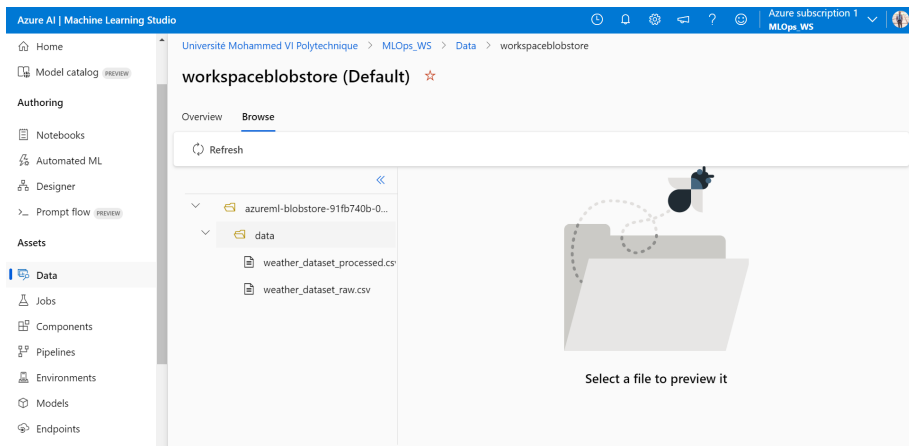 Azure AI | Machine Learning Studio
Azure subscription 1
MLOps_WS
Home
Model catalog PREVIEW
Authoring
Notebooks
Automated ML
Designer
Prompt flow PREVIEW
Assets
Data
Jobs
Components
Pipelines
Environments
Models
Endpoints
Université Mohammed VI Polytechnique > MLOps_WS > Data > workspaceblobstore
workspaceblobstore (Default)
Overview Browse
Refresh
azureml-blobstore-91fb740b-0...
data
weather_dataset_processed.cs
weather_dataset_raw.csv
Select a file to preview it